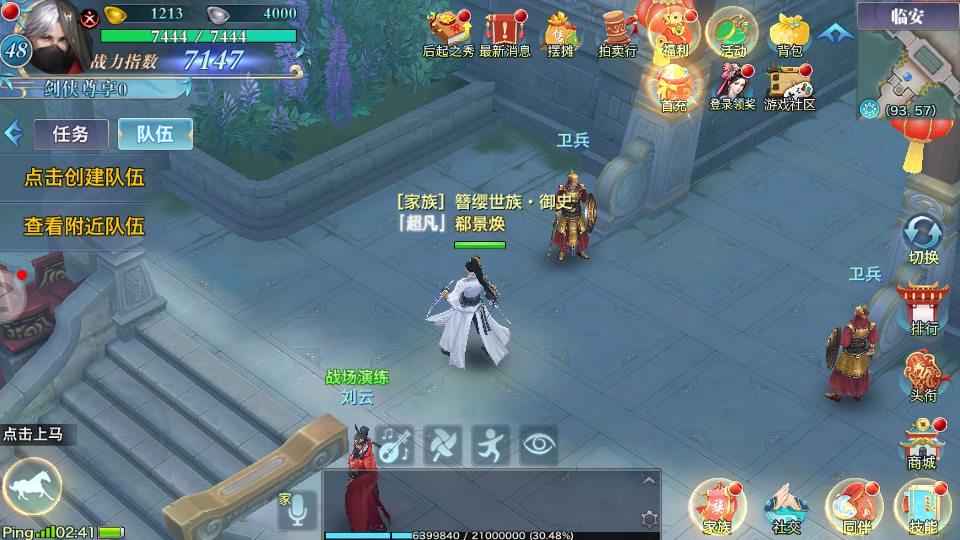 1213
4000
48
7444 / 7444
战力指数 7147
剑侠尊享0
任务
队伍
点击创建队伍
查看附近队伍
后起之秀
最新消息
摆摊
售
拍卖行
福利
活动
背包
首充
登录领奖
游戏社区
临安
(93, 57)
卫兵
[家族] 簪缨世族·御史
「超凡」 郗景焕
卫兵
切换
排行
头衔
商城
战场演练
刘云
点击上马
家
族
家族
社交
同伴
技能
Ping
02:41
6399840 / 21000000 (30.48%)